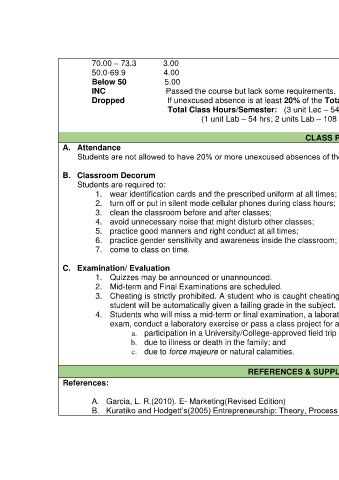 70.00 – 73.3 3.00
50.0-69.9 4.00
Below 50 5.00
INC Passed the course but lack some requirements.
Dropped If unexcused absence is at least 20% of the Tota
Total Class Hours/Semester: (3 unit Lec – 54
(1 unit Lab – 54 hrs; 2 units Lab – 108
CLASS P
A. Attendance
Students are not allowed to have 20% or more unexcused absences of the
B. Classroom Decorum
Students are required to:
1. wear identification cards and the prescribed uniform at all times;
2. turn off or put in silent mode cellular phones during class hours;
3. clean the classroom before and after classes;
4. avoid unnecessary noise that might disturb other classes;
5. practice good manners and right conduct at all times;
6. practice gender sensitivity and awareness inside the classroom;
7. come to class on time.
C. Examination/ Evaluation
1. Quizzes may be announced or unannounced.
2. Mid-term and Final Examinations are scheduled.
3. Cheating is strictly prohibited. A student who is caught cheating
student will be automatically given a failing grade in the subject.
4. Students who will miss a mid-term or final examination, a laborat
exam, conduct a laboratory exercise or pass a class project for a
a. participation in a University/College-approved field trip
b. due to illness or death in the family; and
c. due to force majeure or natural calamities.
REFERENCES & SUPPL
References:
A. Garcia, L. R.(2010). E- Marketing(Revised Edition)
B. Kuratiko and Hodgett's(2005) Entrepreneurship: Theory, Process